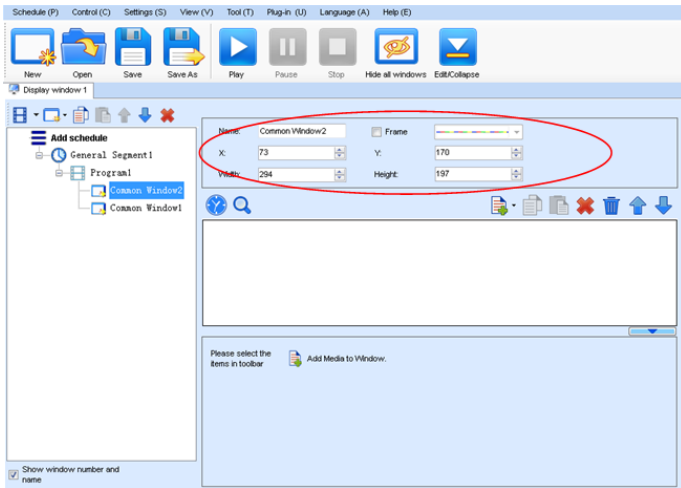 Schedule (P) Control (C) Settings (S) View (V) Tool (T) Plug-in (U) Language (A) Help (E)
New Open Save Save As Play Pause Stop Hide all windows Edit/Collapse
Display window 1
Add schedule
General Segment1
Program1
Common Window2
Common Window1
Show window number and
name
Name: Common Window2 Frame
X: 73 Y: 170
Width: 294 Height: 197
Please select the
items in toolbar
Add Media to Window.